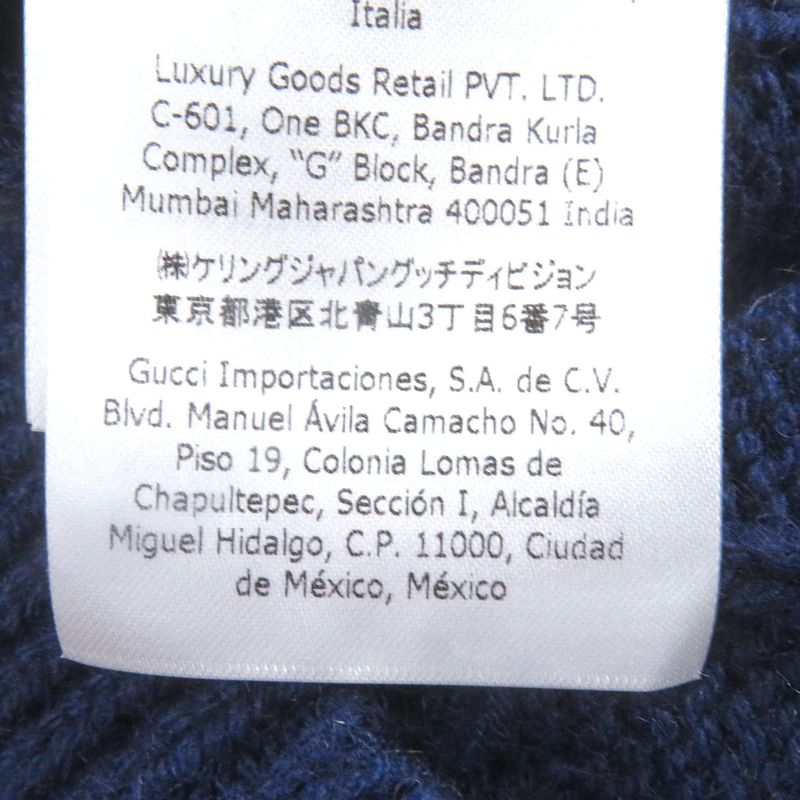 Italia
Luxury Goods Retail PVT. LTD.
C-601, One BKC, Bandra Kurla
Complex, “G” Block, Bandra (E)
Mumbai Maharashtra 400051 India
㈱ケリングジャパングッチディビジョン
東京都港区北青山3丁目6番7号
Gucci Importaciones, S.A. de C.V.
Blvd. Manuel Ávila Camacho No. 40,
Piso 19, Colonia Lomas de
Chapultepec, Sección I, Alcaldía
Miguel Hidalgo, C.P. 11000, Ciudad
de México, México